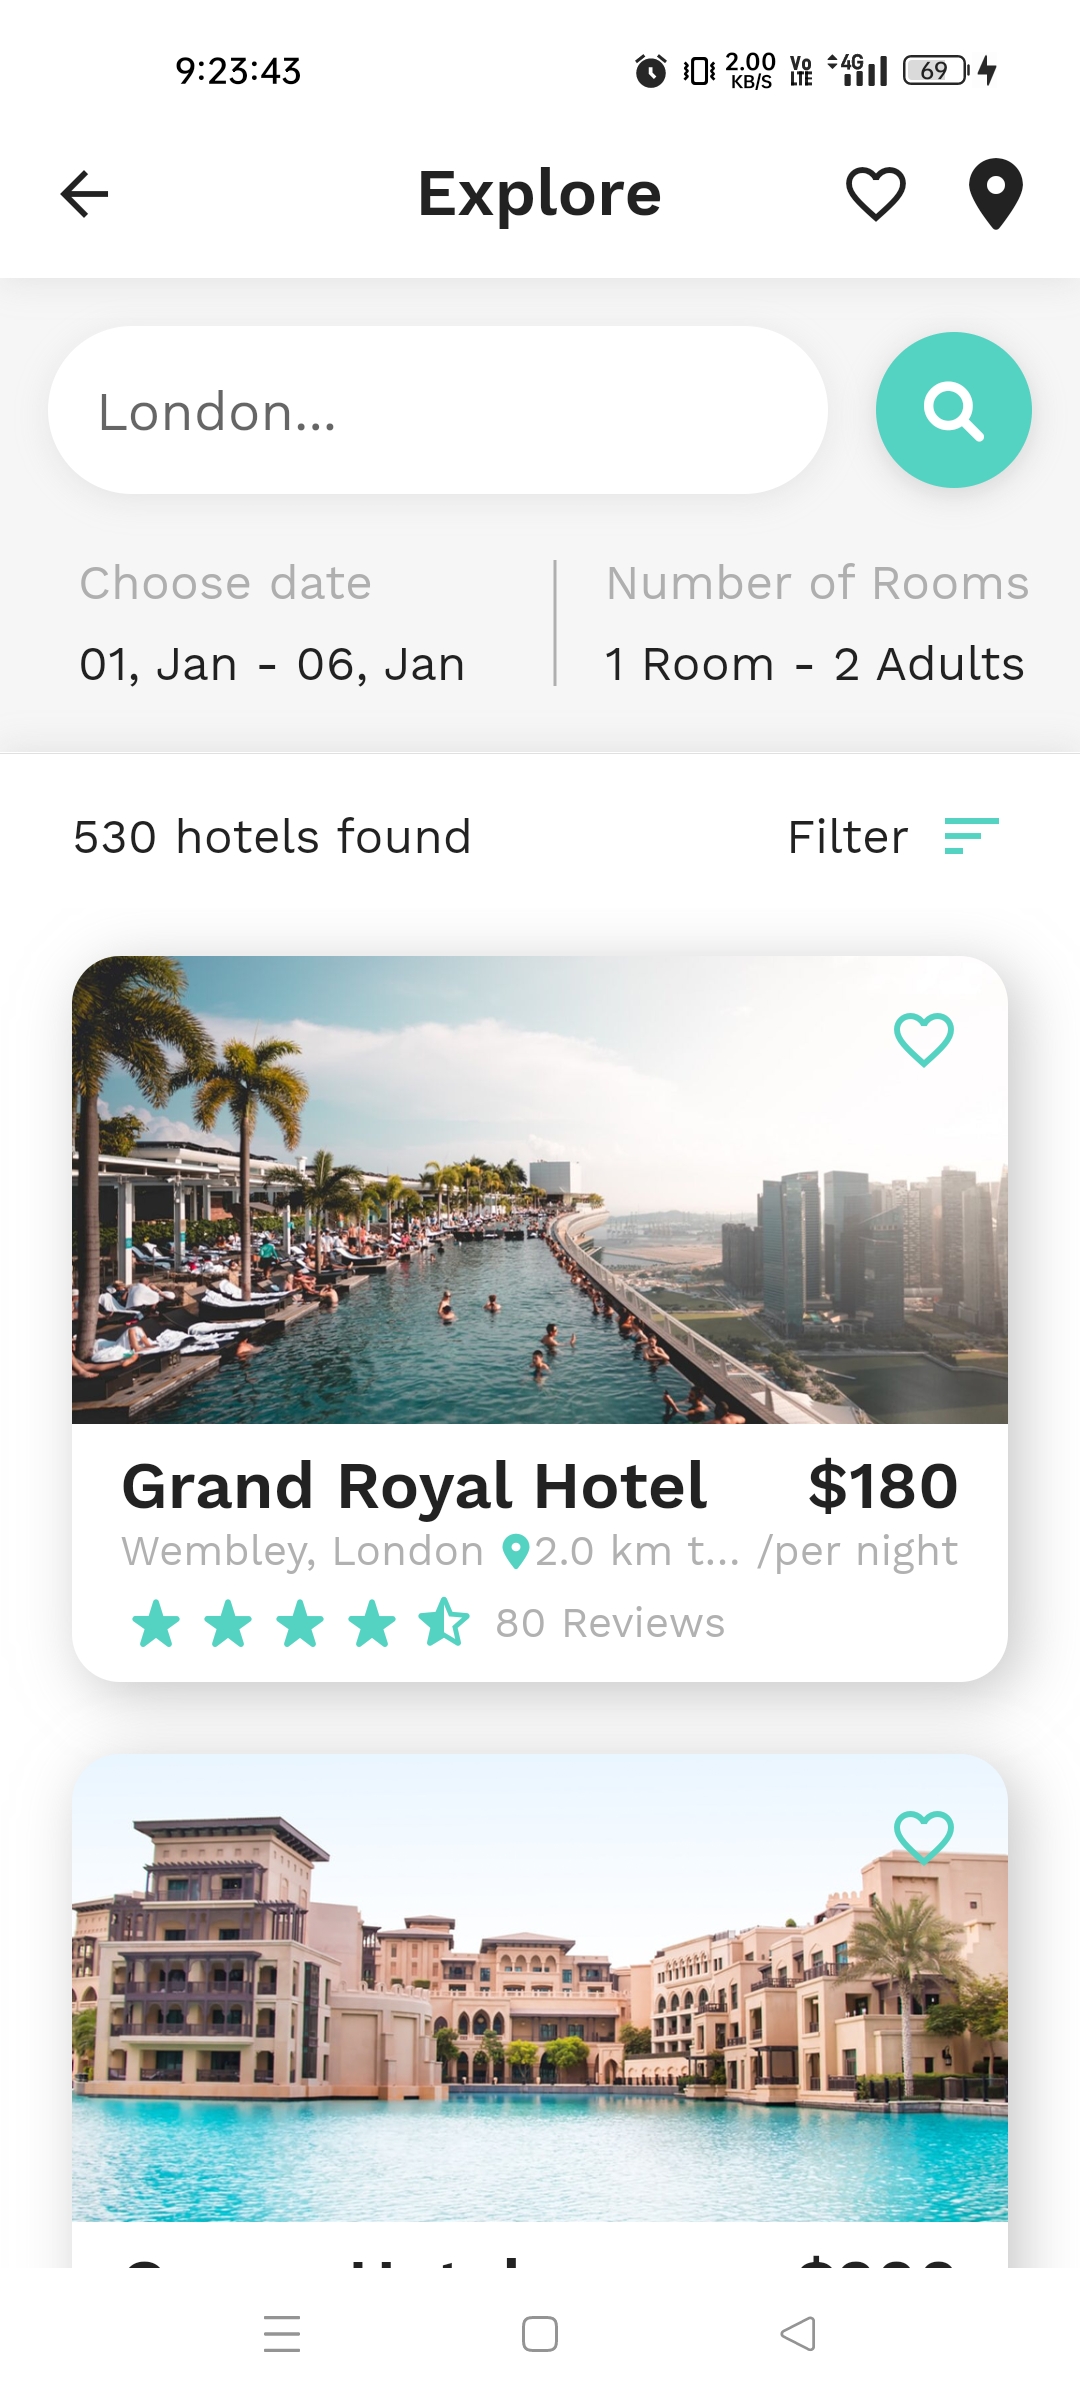 9:23:43
2.00 KB/S
Vo LTE
4G
69
Explore
London...
Choose date
Number of Rooms
01, Jan - 06, Jan
1 Room - 2 Adults
530 hotels found
Filter
Grand Royal Hotel
$180
Wembley, London 2.0 km t... /per night
80 Reviews
Hotel